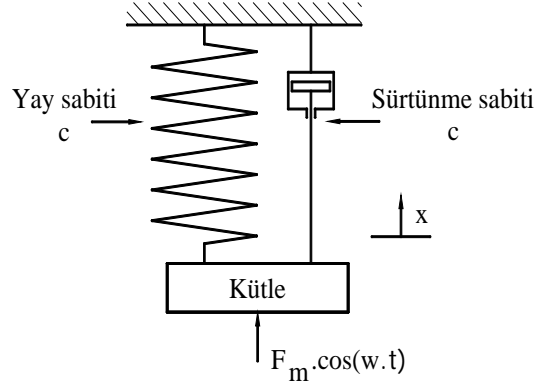 Yay sabiti
c
Sürtünme sabiti
c
x
Kütle
F_m.cos(w.t)